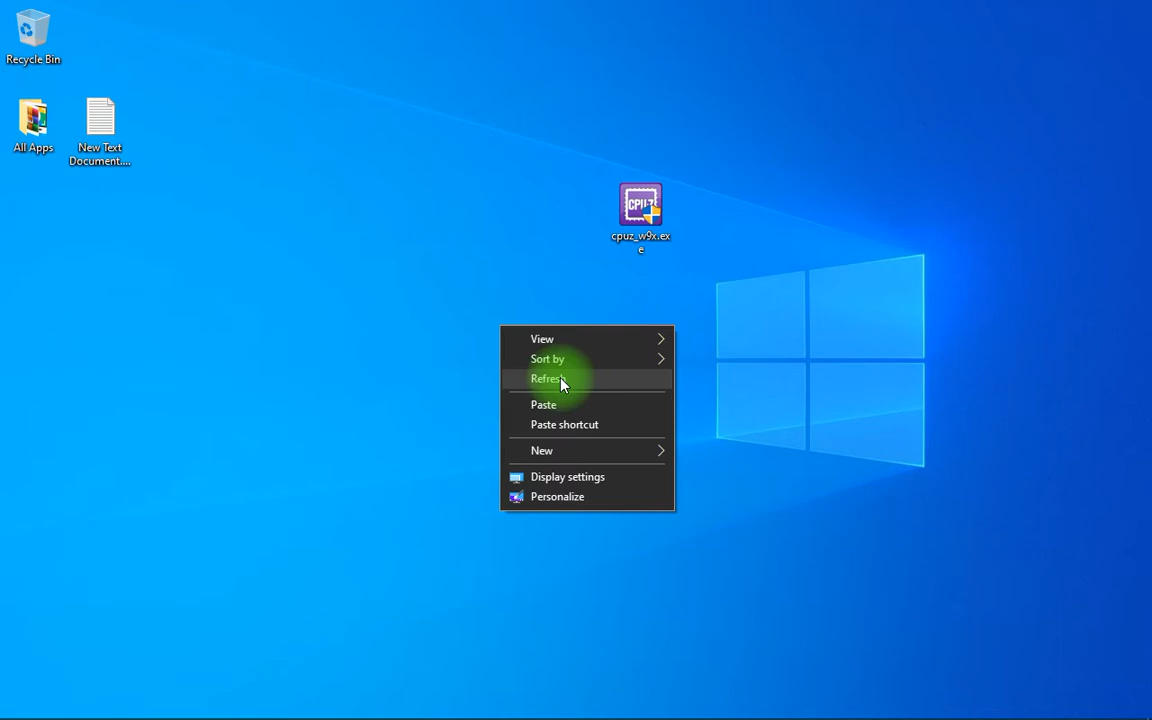 Recycle Bin
All Apps
New Text
Document....
CPU-Z
cpuz_w9x.ex
e
View
Sort by
Refresh
Paste
Paste shortcut
New
Display settings
Personalize